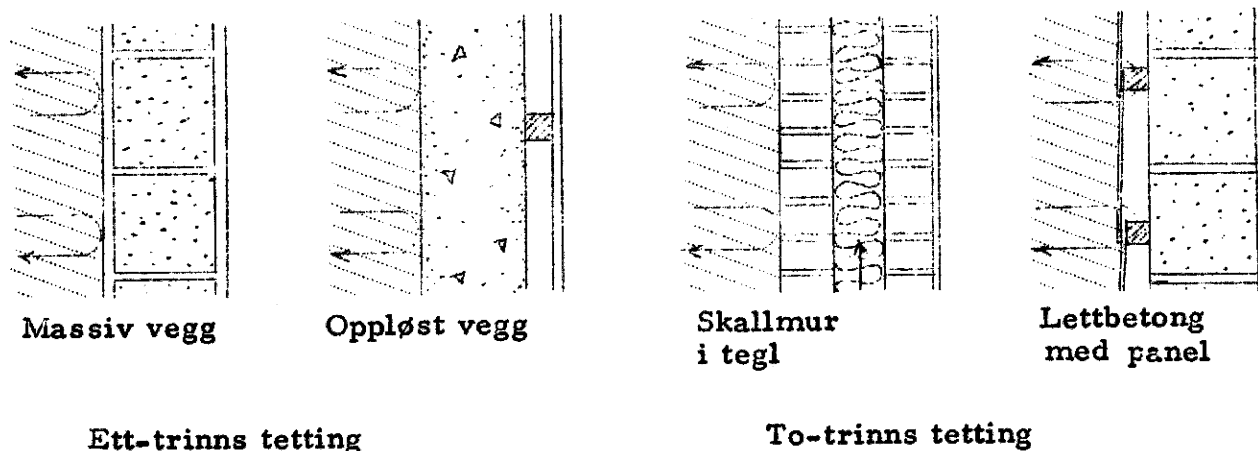 Massiv vegg
Oppløst vegg
Skallmur
i tegl
Lettbetong
med panel
Ett-trinns tetting
To-trinns tetting